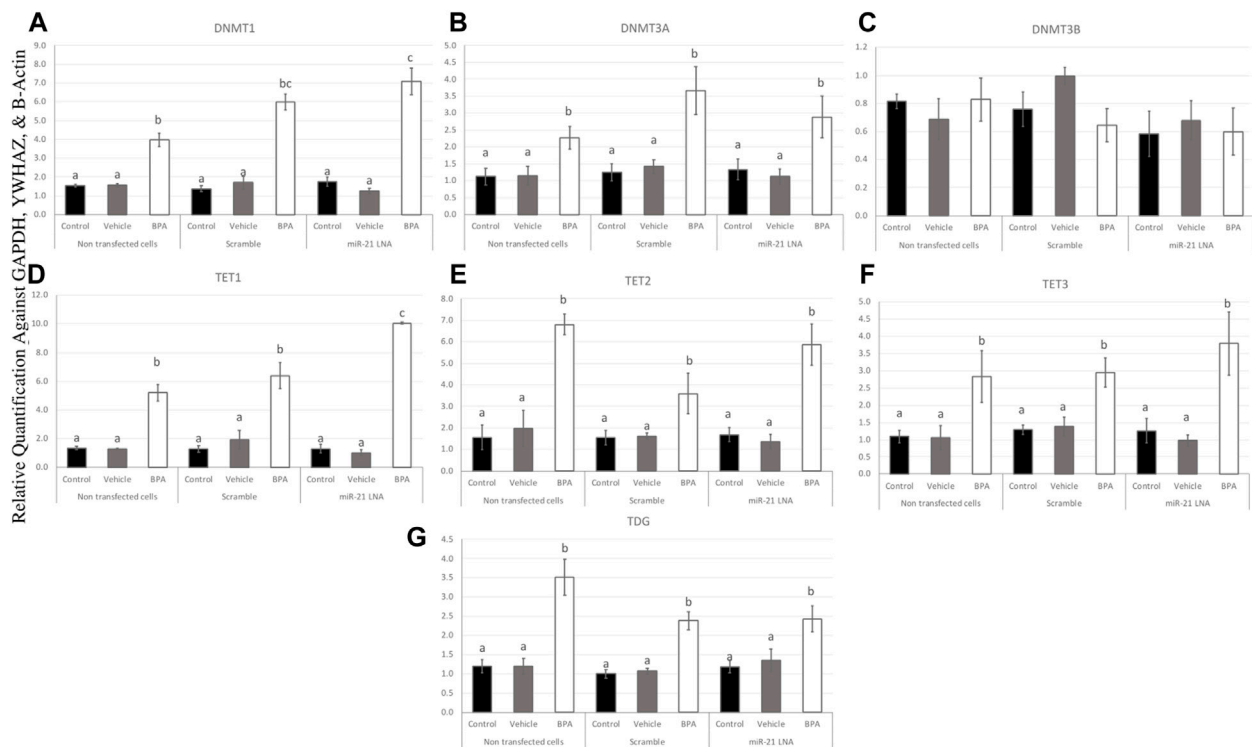 Relative Quantification Against GAPDH, YWHAZ, & B-Actin
A
DNMT1
9.0
8.0
7.0
6.0
5.0
4.0
3.0
2.0
1.0
0.0
a a b a a bc a a c
Control Vehicle BPA Control Vehicle BPA Control Vehicle BPA
Non transfected cells Scramble miR-21 LNA
B
DNMT3A
5.0
4.5
4.0
3.5
3.0
2.5
2.0
1.5
1.0
0.5
0.0
a a b a a b a a b
Control Vehicle BPA Control Vehicle BPA Control Vehicle BPA
Non transfected cells Scramble miR-21 LNA
C
DNMT3B
1.2
1.0
0.8
0.6
0.4
0.2
0.0
Control Vehicle BPA Control Vehicle BPA Control Vehicle BPA
Non transfected cells Scramble miR-21 LNA
D
TET1
12.0
10.0
8.0
6.0
4.0
2.0
0.0
a a b a a b a a c
Control Vehicle BPA Control Vehicle BPA Control Vehicle BPA
Non transfected cells Scramble miR-21 LNA
E
TET2
8.0
7.0
6.0
5.0
4.0
3.0
2.0
1.0
0.0
a a b a a b a a b
Control Vehicle BPA Control Vehicle BPA Control Vehicle BPA
Non transfected cells Scramble miR-21 LNA
F
TET3
5.0
4.5
4.0
3.5
3.0
2.5
2.0
1.5
1.0
0.5
0.0
a a b a a b a a b
Control Vehicle BPA Control Vehicle BPA Control Vehicle BPA
Non transfected cells Scramble miR-21 LNA
G
TDG
4.5
4.0
3.5
3.0
2.5
2.0
1.5
1.0
0.5
0.0
a a b a a b a a b
Control Vehicle BPA Control Vehicle BPA Control Vehicle BPA
Non transfected cells Scramble miR-21 LNA